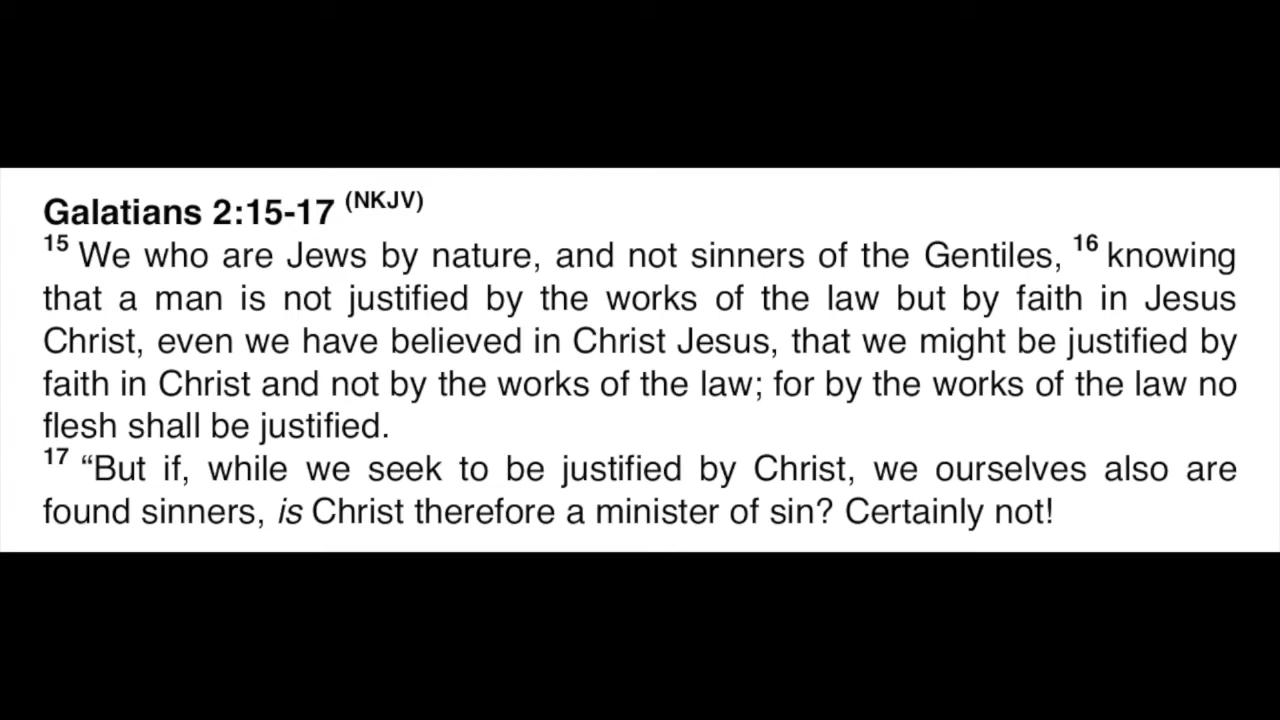 Galatians 2:15-17 (NKJV)
15 We who are Jews by nature, and not sinners of the Gentiles, 16 knowing
that a man is not justified by the works of the law but by faith in Jesus
Christ, even we have believed in Christ Jesus, that we might be justified by
faith in Christ and not by the works of the law; for by the works of the law no
flesh shall be justified.
17 “But if, while we seek to be justified by Christ, we ourselves also are
found sinners, is Christ therefore a minister of sin? Certainly not!